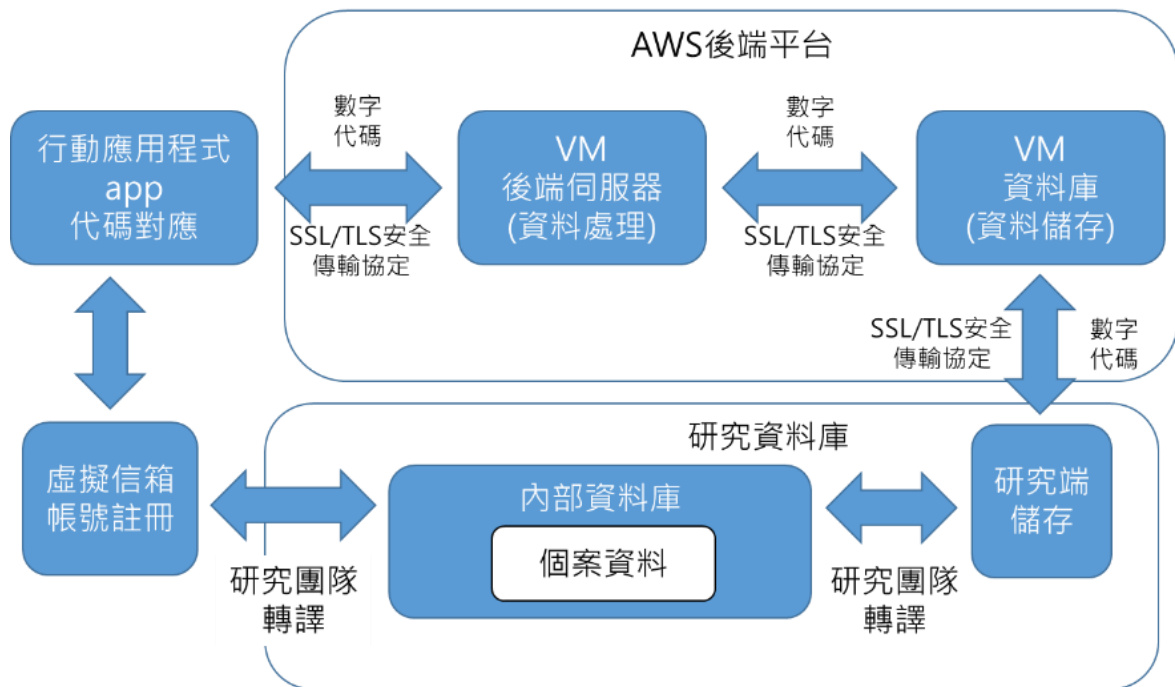 AWS後端平台
行動應用程式
app
代碼對應
數字
代碼
SSL/TLS安全
傳輸協定
VM
後端伺服器
(資料處理)
數字
代碼
SSL/TLS安全
傳輸協定
VM
資料庫
(資料儲存)
SSL/TLS安全
傳輸協定
數字
代碼
研究資料庫
虛擬信箱
帳號註冊
研究團隊
轉譯
內部資料庫
個案資料
研究團隊
轉譯
研究端
儲存